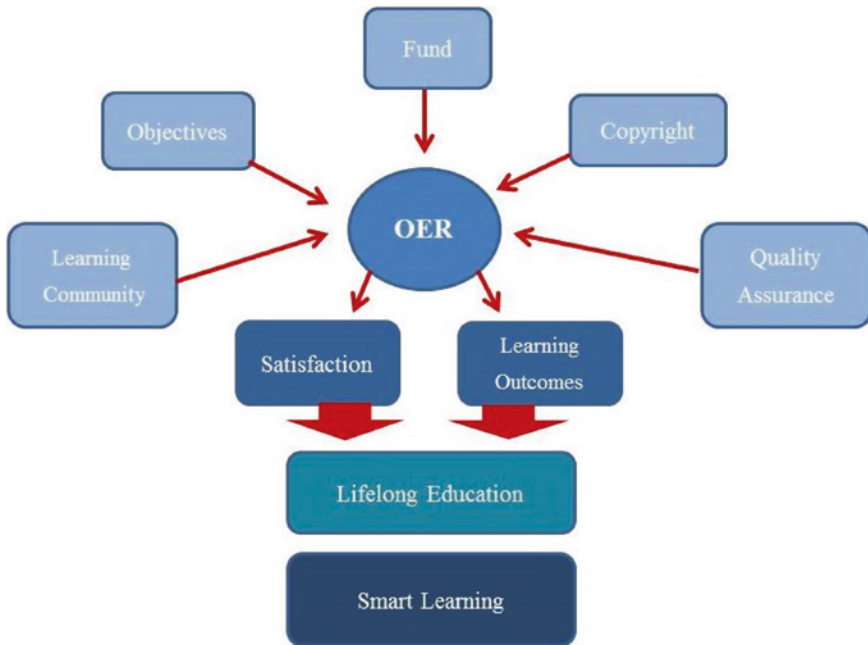 Fund
Objectives
Copyright
OER
Learning
Community
Quality
Assurance
Satisfaction
Learning
Outcomes
Lifelong Education
Smart Learning